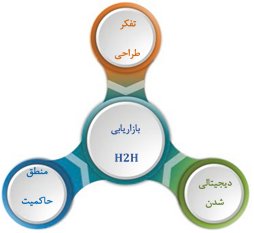 تفکر
طراحی
بازاریابی
H2H
منطق
حاکمیت
دیجیتالی
شدن